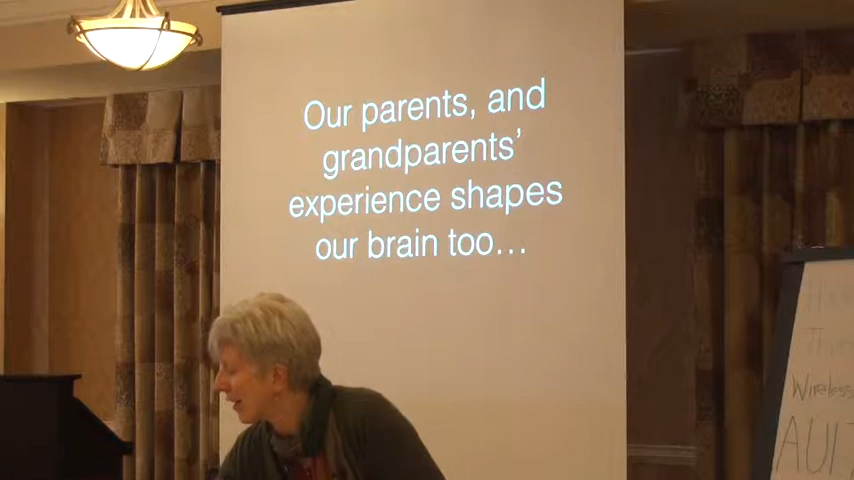 Our parents, and
grandparents’
experience shapes
our brain too...
Wireless